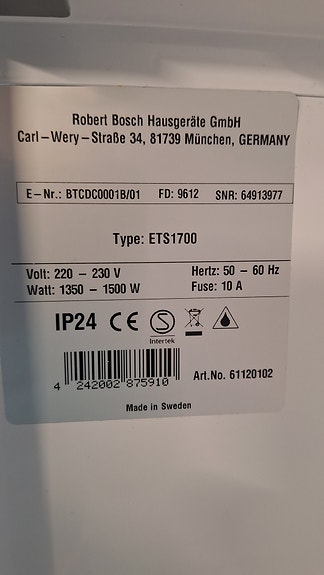 Robert Bosch Hausgeräte GmbH
Carl–Wery–Straße 34, 81739 München, GERMANY
E–Nr.: BTCDC0001B/01 FD: 9612 SNR: 64913977
Type: ETS1700
Volt: 220 – 230 V Hertz: 50 – 60 Hz
Watt: 1350 – 1500 W Fuse: 10 A
IP24 CE S
Intertek
4 242002 875910 Art.No. 61120102
Made in Sweden